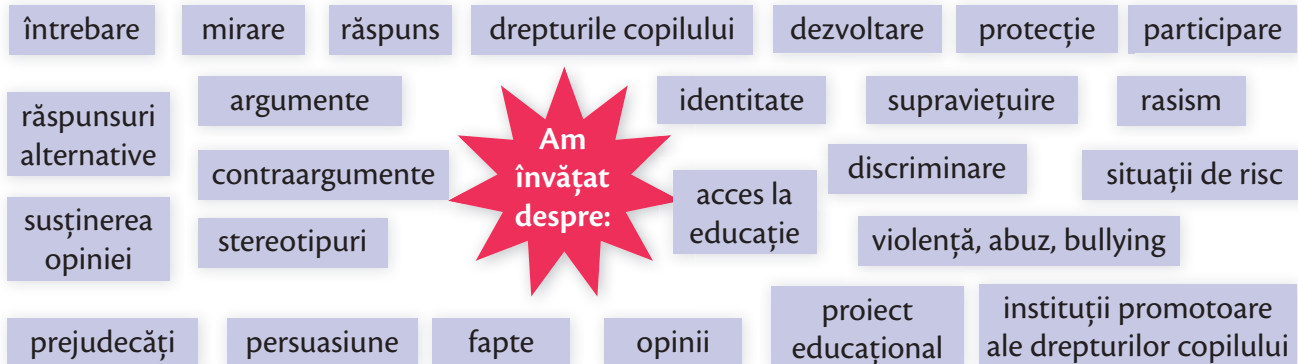 întrebare
mirare
răspuns
drepturile copilului
dezvoltare
protecție
participare
răspunsuri
alternative
argumente
identitate
supraviețuire
rasism
Am
învățat
despre:
contraargumente
acces la
educație
discriminare
situații de risc
susținerea
opiniei
stereotipuri
violență, abuz, bullying
prejudecăți
persuasiune
fapte
opinii
proiect
educațional
instituții promotoare
ale drepturilor copilului